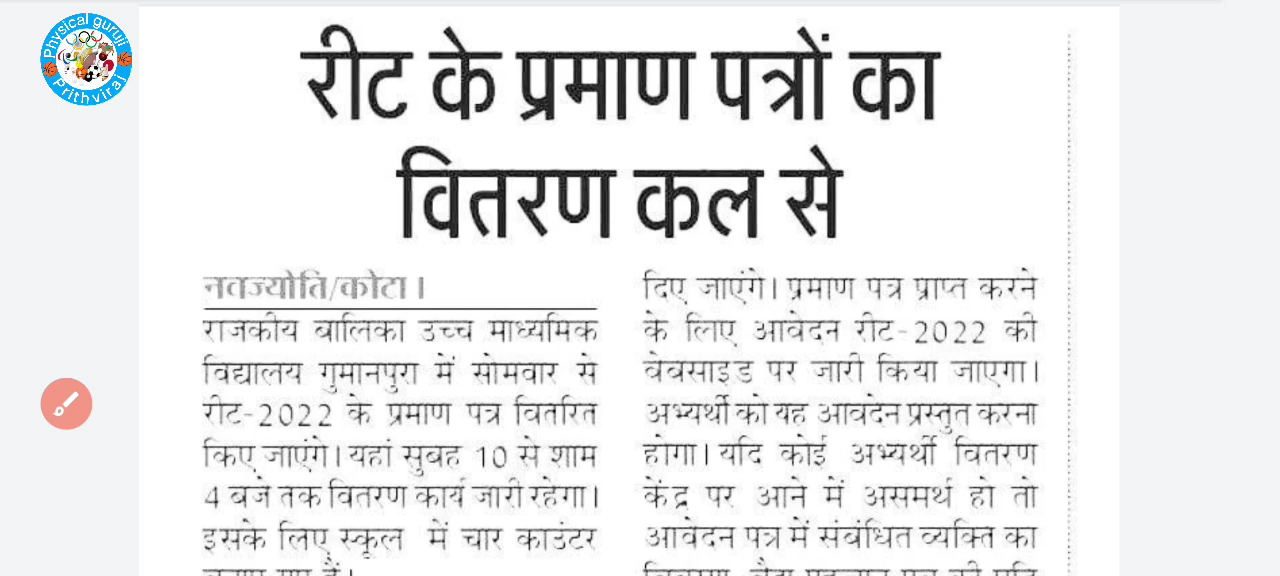 Physical guruji
Prithviraj
रीट के प्रमाण पत्रों का
वितरण कल से
नवज्योति/कोटा।
राजकीय बालिका उच्च माध्यमिक
विद्यालय गुमानपुरा में सोमवार से
रीट-2022 के प्रमाण पत्र वितरित
किए जाएंगे। यहां सुबह 10 से शाम
4 बजे तक वितरण कार्य जारी रहेगा।
इसके लिए स्कूल में चार काउंटर
दिए जाएंगे। प्रमाण पत्र प्राप्त करने
के लिए आवेदन रीट-2022 की
वेबसाइड पर जारी किया जाएगा।
अभ्यर्थी को यह आवदेन प्रस्तुत करना
होगा। यदि कोई अभ्यर्थी वितरण
केंद्र पर आने में असमर्थ हो तो
आवेदन पत्र में संबंधित व्यक्ति का